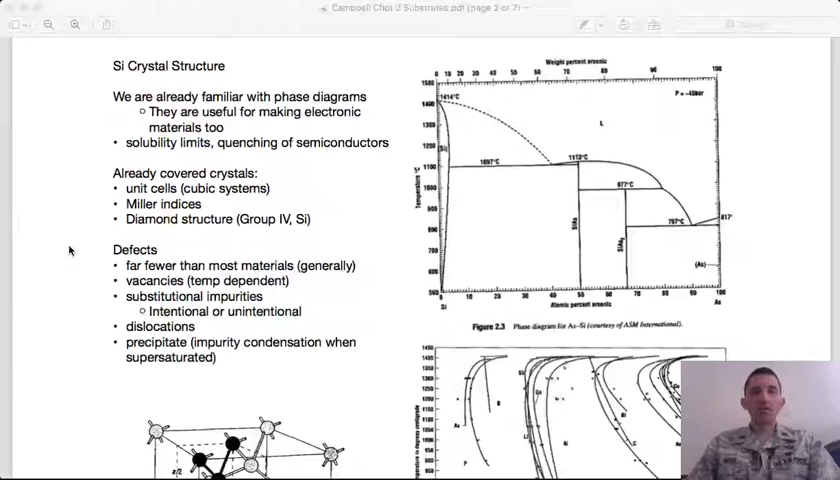 Campbell Chpt 2 Substrates.pdf (page 2 of 7)
Si Crystal Structure
We are already familiar with phase diagrams
They are useful for making electronic
materials too
• solubility limits, quenching of semiconductors
Already covered crystals:
• unit cells (cubic systems)
• Miller indices
• Diamond structure (Group IV, Si)
Defects
• far fewer than most materials (generally)
• vacancies (temp dependent)
• substitutional impurities
Intentional or unintentional
• dislocations
• precipitate (impurity condensation when
supersaturated)
a/2
Weight percent arsenic
0 10 20 30 40 50 60 70 80 90 100
P = ~40bar
1500
1414°C
1400
1300
L
1200
(Si)
1113°C
1097°C
1100
1000
977°C
900
817°
797°C
800
700
600
500
Temperature °C
SiAs
SiAs2
(As)
0 10 20 30 40 50 60 70 80 90 100
Si
Atomic percent arsenic
As
Figure 2.3 Phase diagram for As–Si (courtesy of ASM International).
1450
1400
1350
1300
1250
1200
1150
1100
1050
1000
950
900
850
As
P
B
Li
C